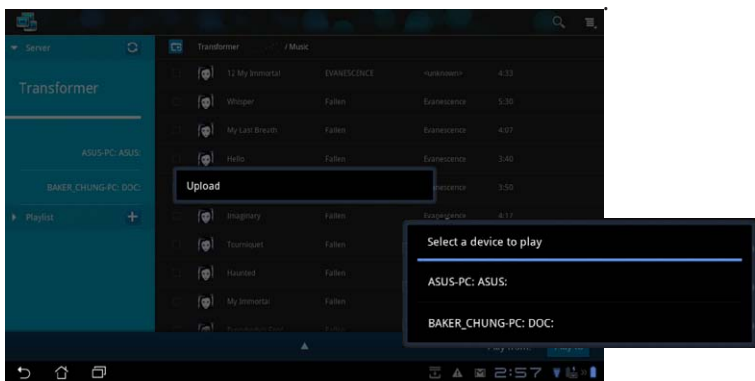 Server
Transformer / Music
12 My Immortal EVANESCENCE <unknown> 4:33
Transformer
Whisper Fallen Evanescence 5:30
My Last Breath Fallen Evanescence 4:07
ASUS-PC: ASUS:
Hello Fallen Evanescence 3:40
BAKER_CHUNG-PC: DOC:
Upload
3:50
Playlist
Imaginary Fallen Evanescence 4:17
Tourniquet Fallen
Haunted Fallen
My Immortal Fallen
Select a device to play
ASUS-PC: ASUS:
BAKER_CHUNG-PC: DOC:
2:57